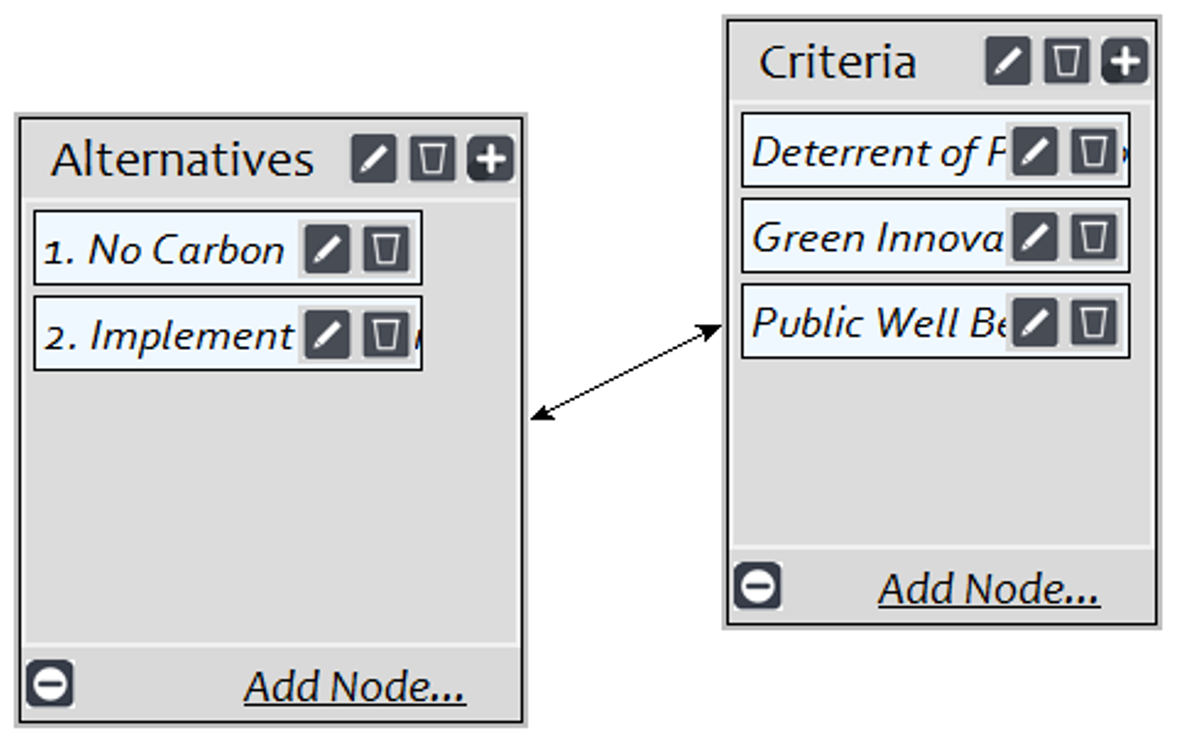 Alternatives
1. No Carbon
2. Implement
Add Node...
Criteria
Deterrent of P
Green Innova
Public Well Be
Add Node...